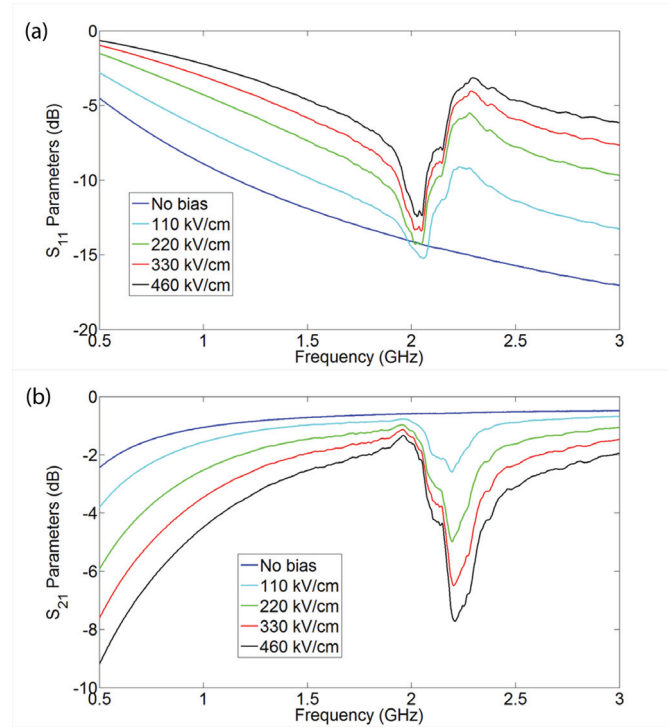 (a)
0
-5
-10
-15
-20
S11 Parameters (dB)
No bias
110 kV/cm
220 kV/cm
330 kV/cm
460 kV/cm
0.5 1 1.5 2 2.5 3
Frequency (GHz)
(b)
0
-2
-4
-6
-8
-10
S21 Parameters (dB)
No bias
110 kV/cm
220 kV/cm
330 kV/cm
460 kV/cm
0.5 1 1.5 2 2.5 3
Frequency (GHz)